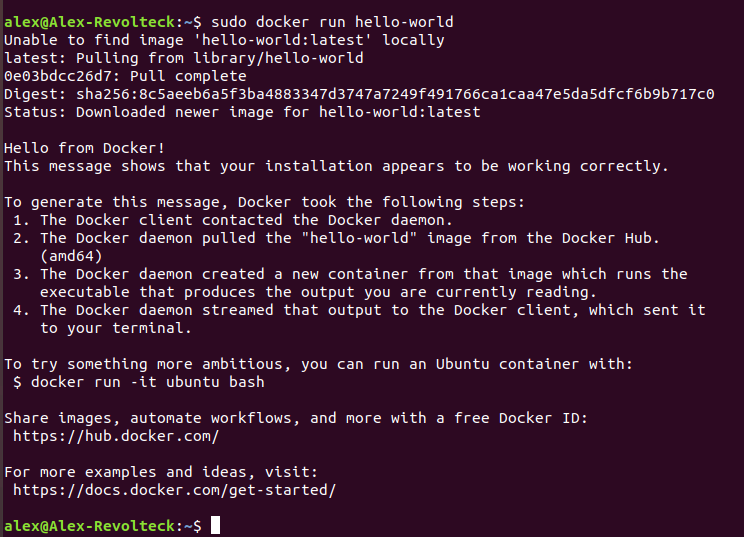 alex@Alex-Revolteck:~$ sudo docker run hello-world
Unable to find image 'hello-world:latest' locally
latest: Pulling from library/hello-world
0e03bdcc26d7: Pull complete
Digest: sha256:8c5aeeb6a5f3ba4883347d3747a7249f491766ca1caa47e5da5dfcf6b9b717c0
Status: Downloaded newer image for hello-world:latest

Hello from Docker!
This message shows that your installation appears to be working correctly.

To generate this message, Docker took the following steps:
 1. The Docker client contacted the Docker daemon.
 2. The Docker daemon pulled the "hello-world" image from the Docker Hub.
    (amd64)
 3. The Docker daemon created a new container from that image which runs the
    executable that produces the output you are currently reading.
 4. The Docker daemon streamed that output to the Docker client, which sent it
    to your terminal.

To try something more ambitious, you can run an Ubuntu container with:
 $ docker run -it ubuntu bash

Share images, automate workflows, and more with a free Docker ID:
 https://hub.docker.com/

For more examples and ideas, visit:
 https://docs.docker.com/get-started/

alex@Alex-Revolteck:~$